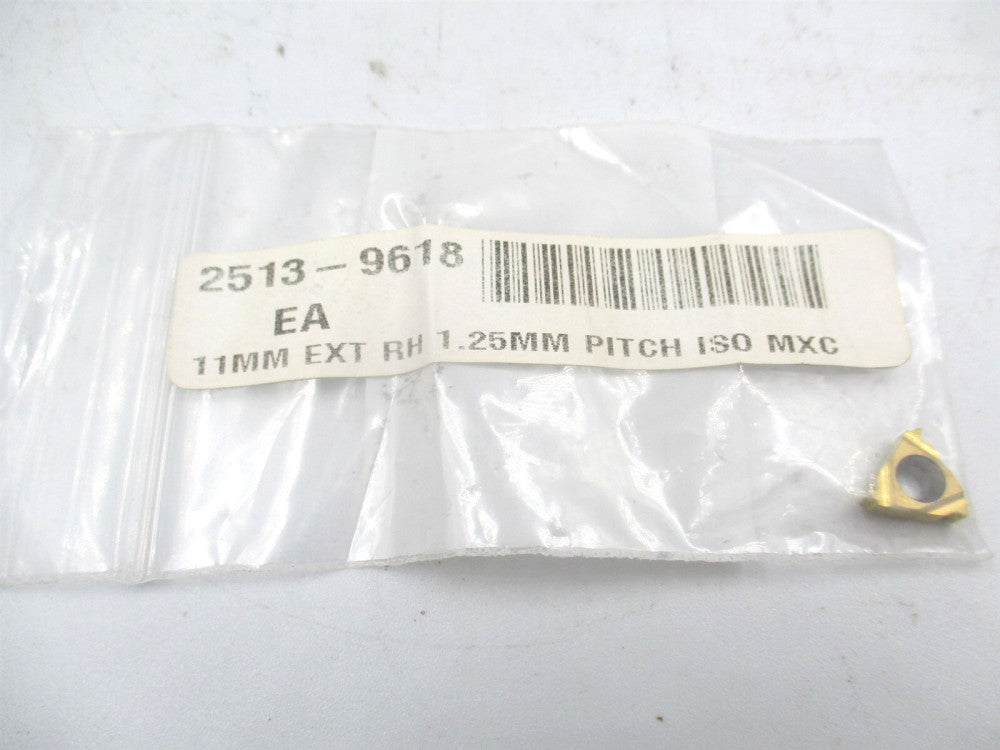 2513-9618
EA
11MM EXT RH 1.25MM PITCH ISO MXC